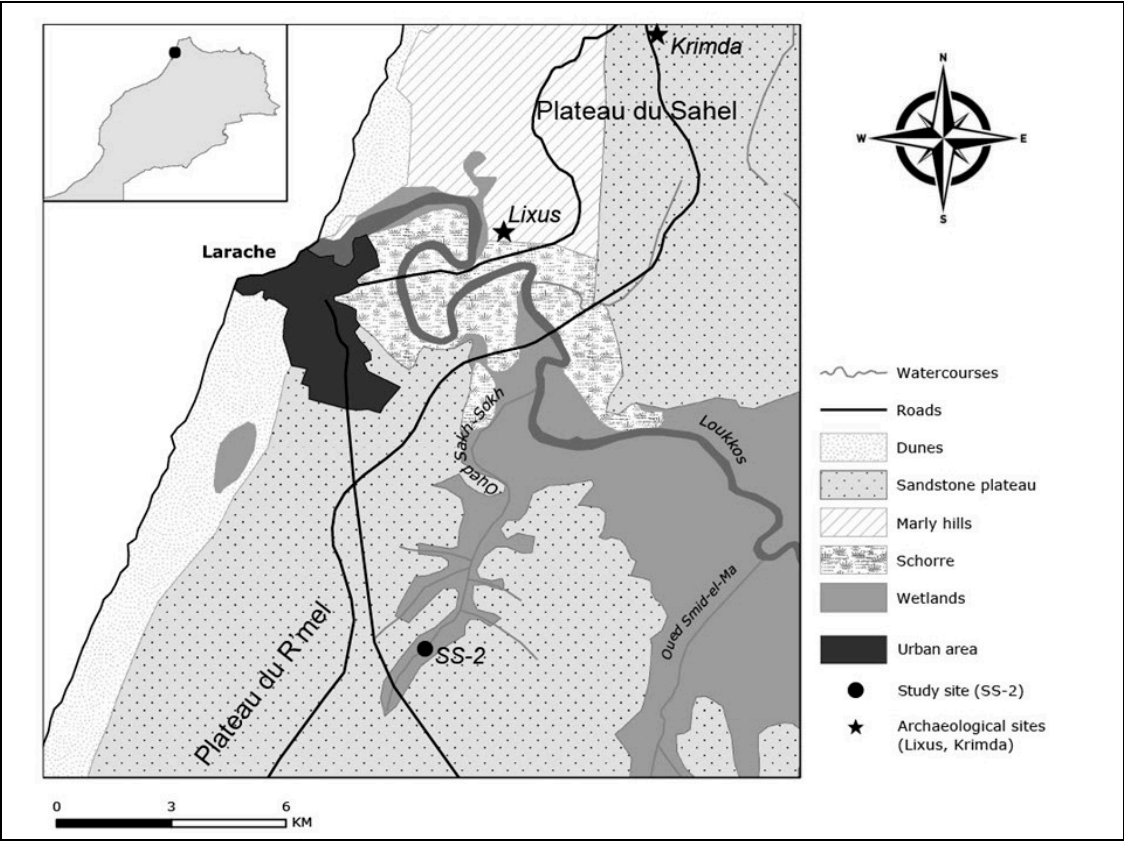 Krimda
Plateau du Sahel
Lixus
Larache
Oued Sakh-Sokh
Loukkos
Oued Smid-el-Ma
SS-2
Plateau du R'mel
N
W
E
S
Watercourses
Roads
Dunes
Sandstone plateau
Marly hills
Schorre
Wetlands
Urban area
Study site (SS-2)
Archaeological sites
(Lixus, Krimda)
0 3 6
KM